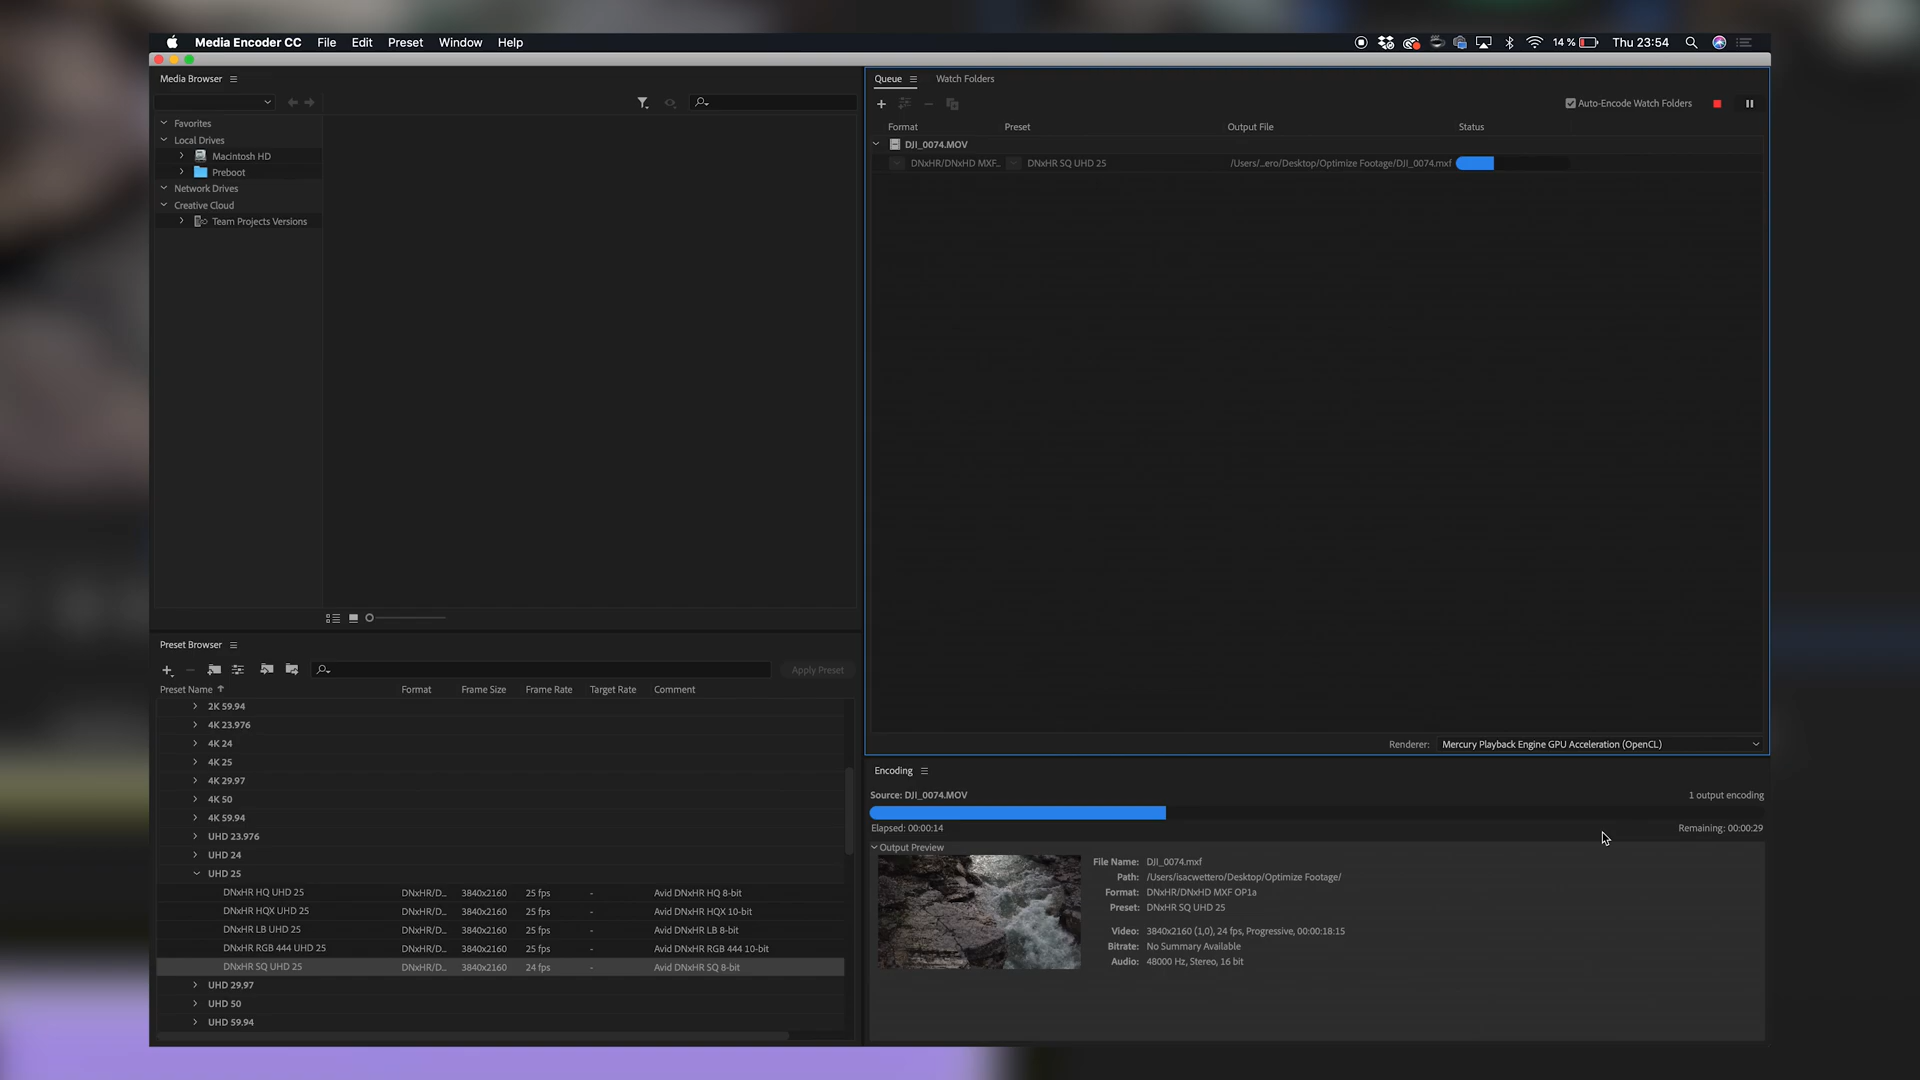 Media Encoder CC File Edit Preset Window Help
14 % Thu 23:54
Media Browser
Favorites
Local Drives
Macintosh HD
Preboot
Network Drives
Creative Cloud
Team Projects Versions
Queue Watch Folders
Auto-Encode Watch Folders
Format Preset Output File Status
DJI_0074.MOV
DNxHR/DNxHD MXF... DNxHR SQ UHD 25 /Users/...ero/Desktop/Optimize Footage/DJI_0074.mxf
Renderer: Mercury Playback Engine GPU Acceleration (OpenCL)
Preset Browser
Apply Preset
Preset Name Format Frame Size Frame Rate Target Rate Comment
2K 59.94
4K 23.976
4K 24
4K 25
4K 29.97
4K 50
4K 59.94
UHD 23.976
UHD 24
UHD 25
DNxHR HQ UHD 25 DNxHR/D... 3840x2160 25 fps - Avid DNxHR HQ 8-bit
DNxHR HQX UHD 25 DNxHR/D... 3840x2160 25 fps - Avid DNxHR HQX 10-bit
DNxHR LB UHD 25 DNxHR/D... 3840x2160 25 fps - Avid DNxHR LB 8-bit
DNxHR RGB 444 UHD 25 DNxHR/D... 3840x2160 25 fps - Avid DNxHR RGB 444 10-bit
DNxHR SQ UHD 25 DNxHR/D... 3840x2160 24 fps - Avid DNxHR SQ 8-bit
UHD 29.97
UHD 50
UHD 59.94
Encoding
Source: DJI_0074.MOV 1 output encoding
Elapsed: 00:00:14 Remaining: 00:00:29
Output Preview
File Name: DJI_0074.mxf
Path: /Users/isacwettero/Desktop/Optimize Footage/
Format: DNxHR/DNxHD MXF OP1a
Preset: DNxHR SQ UHD 25
Video: 3840x2160 (1,0), 24 fps, Progressive, 00:00:18:15
Bitrate: No Summary Available
Audio: 48000 Hz, Stereo, 16 bit